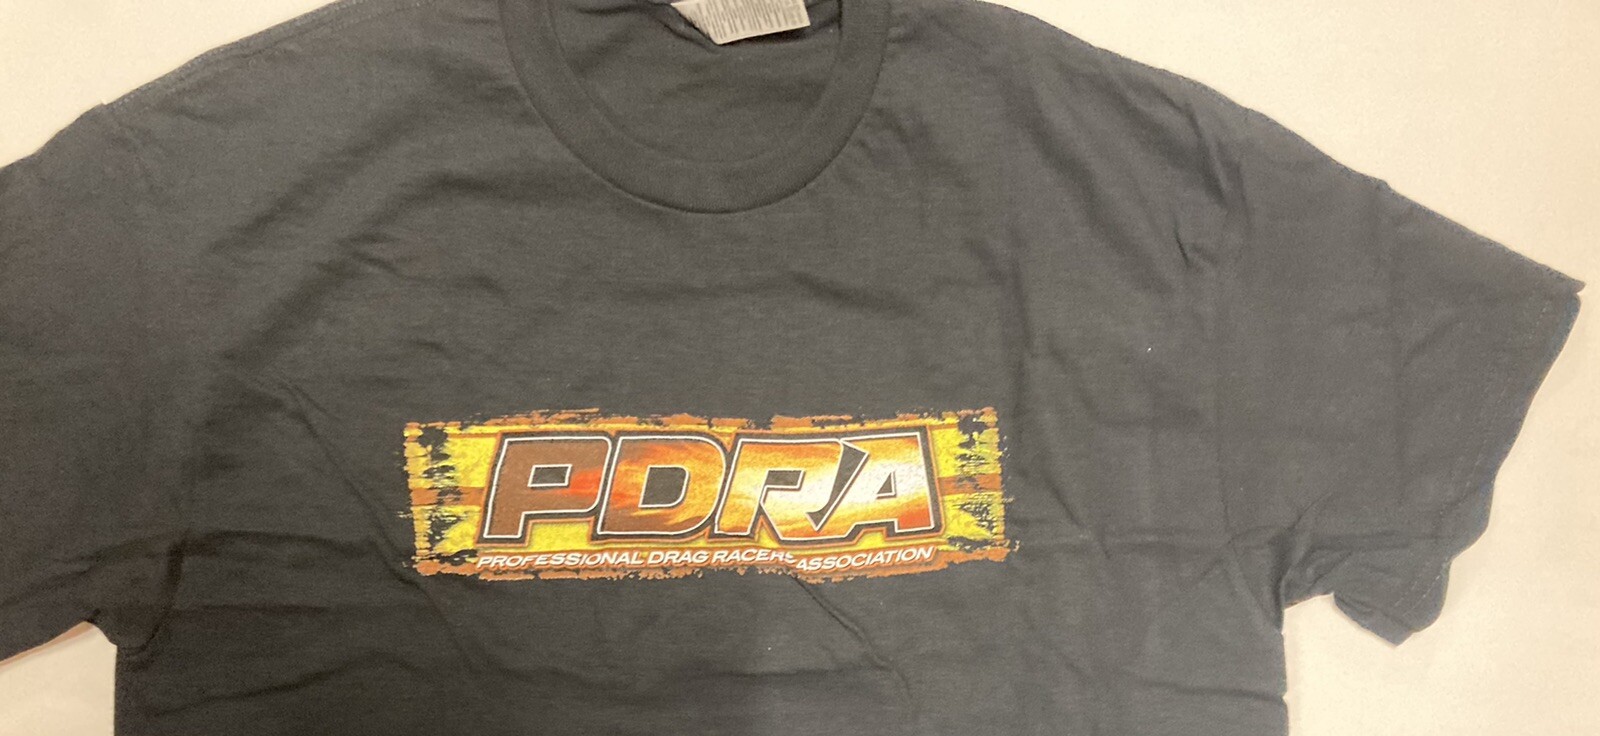 PDRA
PROFESSIONAL DRAG RACERS ASSOCIATION